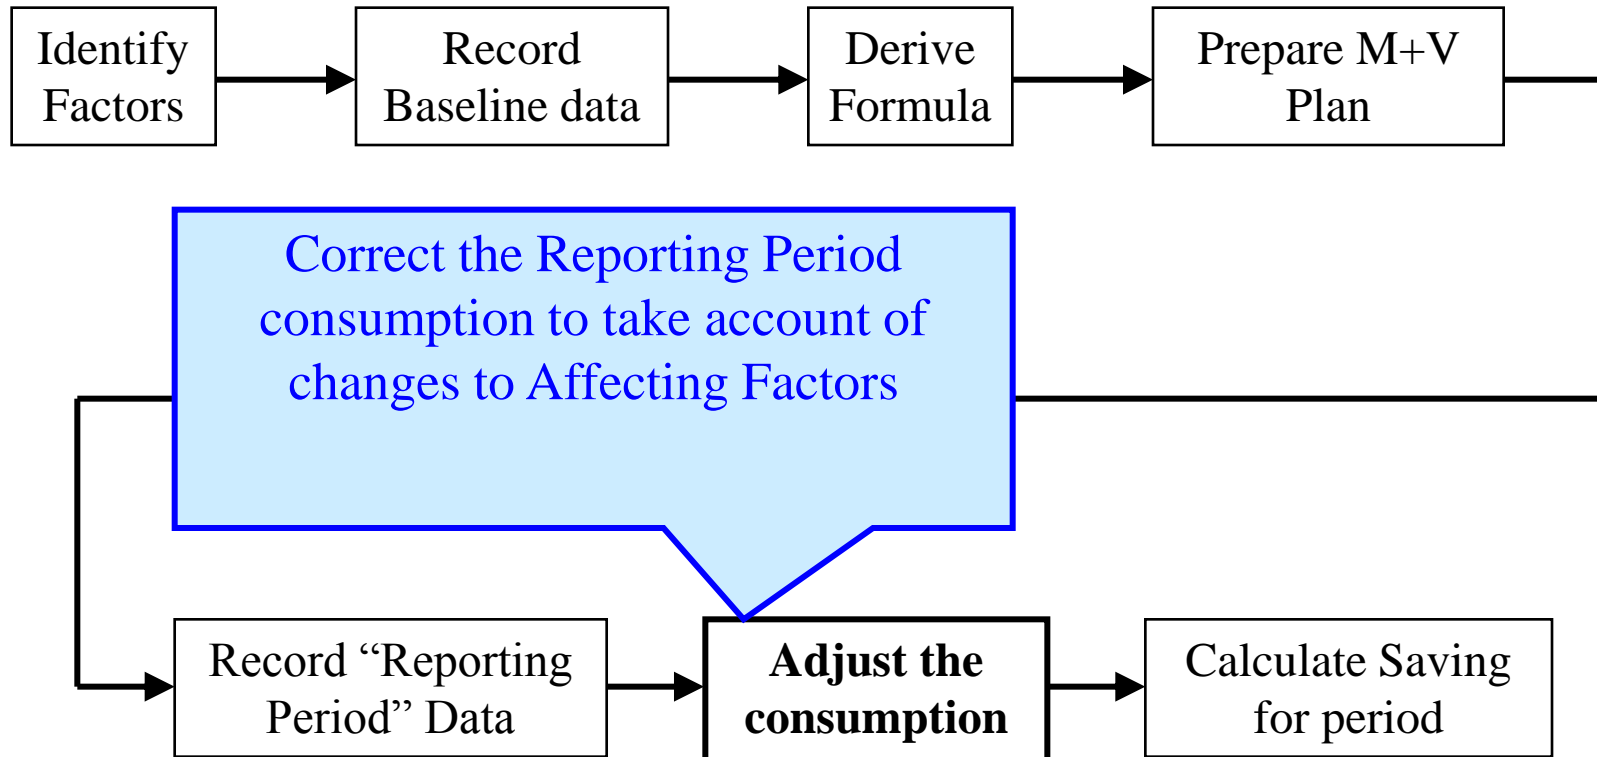 Identify
Factors
Record
Baseline data
Derive
Formula
Prepare M+V
Plan
Correct the Reporting Period
consumption to take account of
changes to Affecting Factors
Record “Reporting
Period” Data
Adjust the
consumption
Calculate Saving
for period